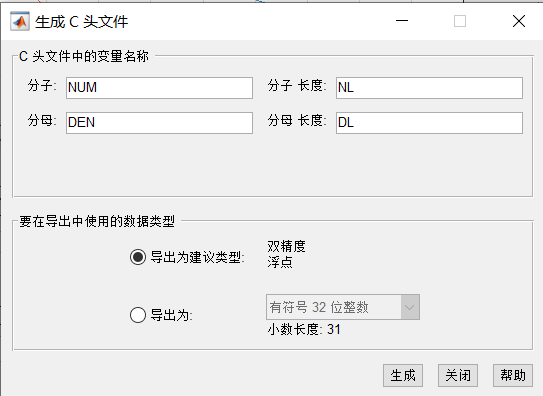 生成 C 头文件
C 头文件中的变量名称
分子: NUM 分子 长度: NL
分母: DEN 分母 长度: DL
要在导出中使用的数据类型
导出为建议类型: 双精度
浮点
导出为: 有符号 32 位整数
小数长度: 31
生成 关闭 帮助